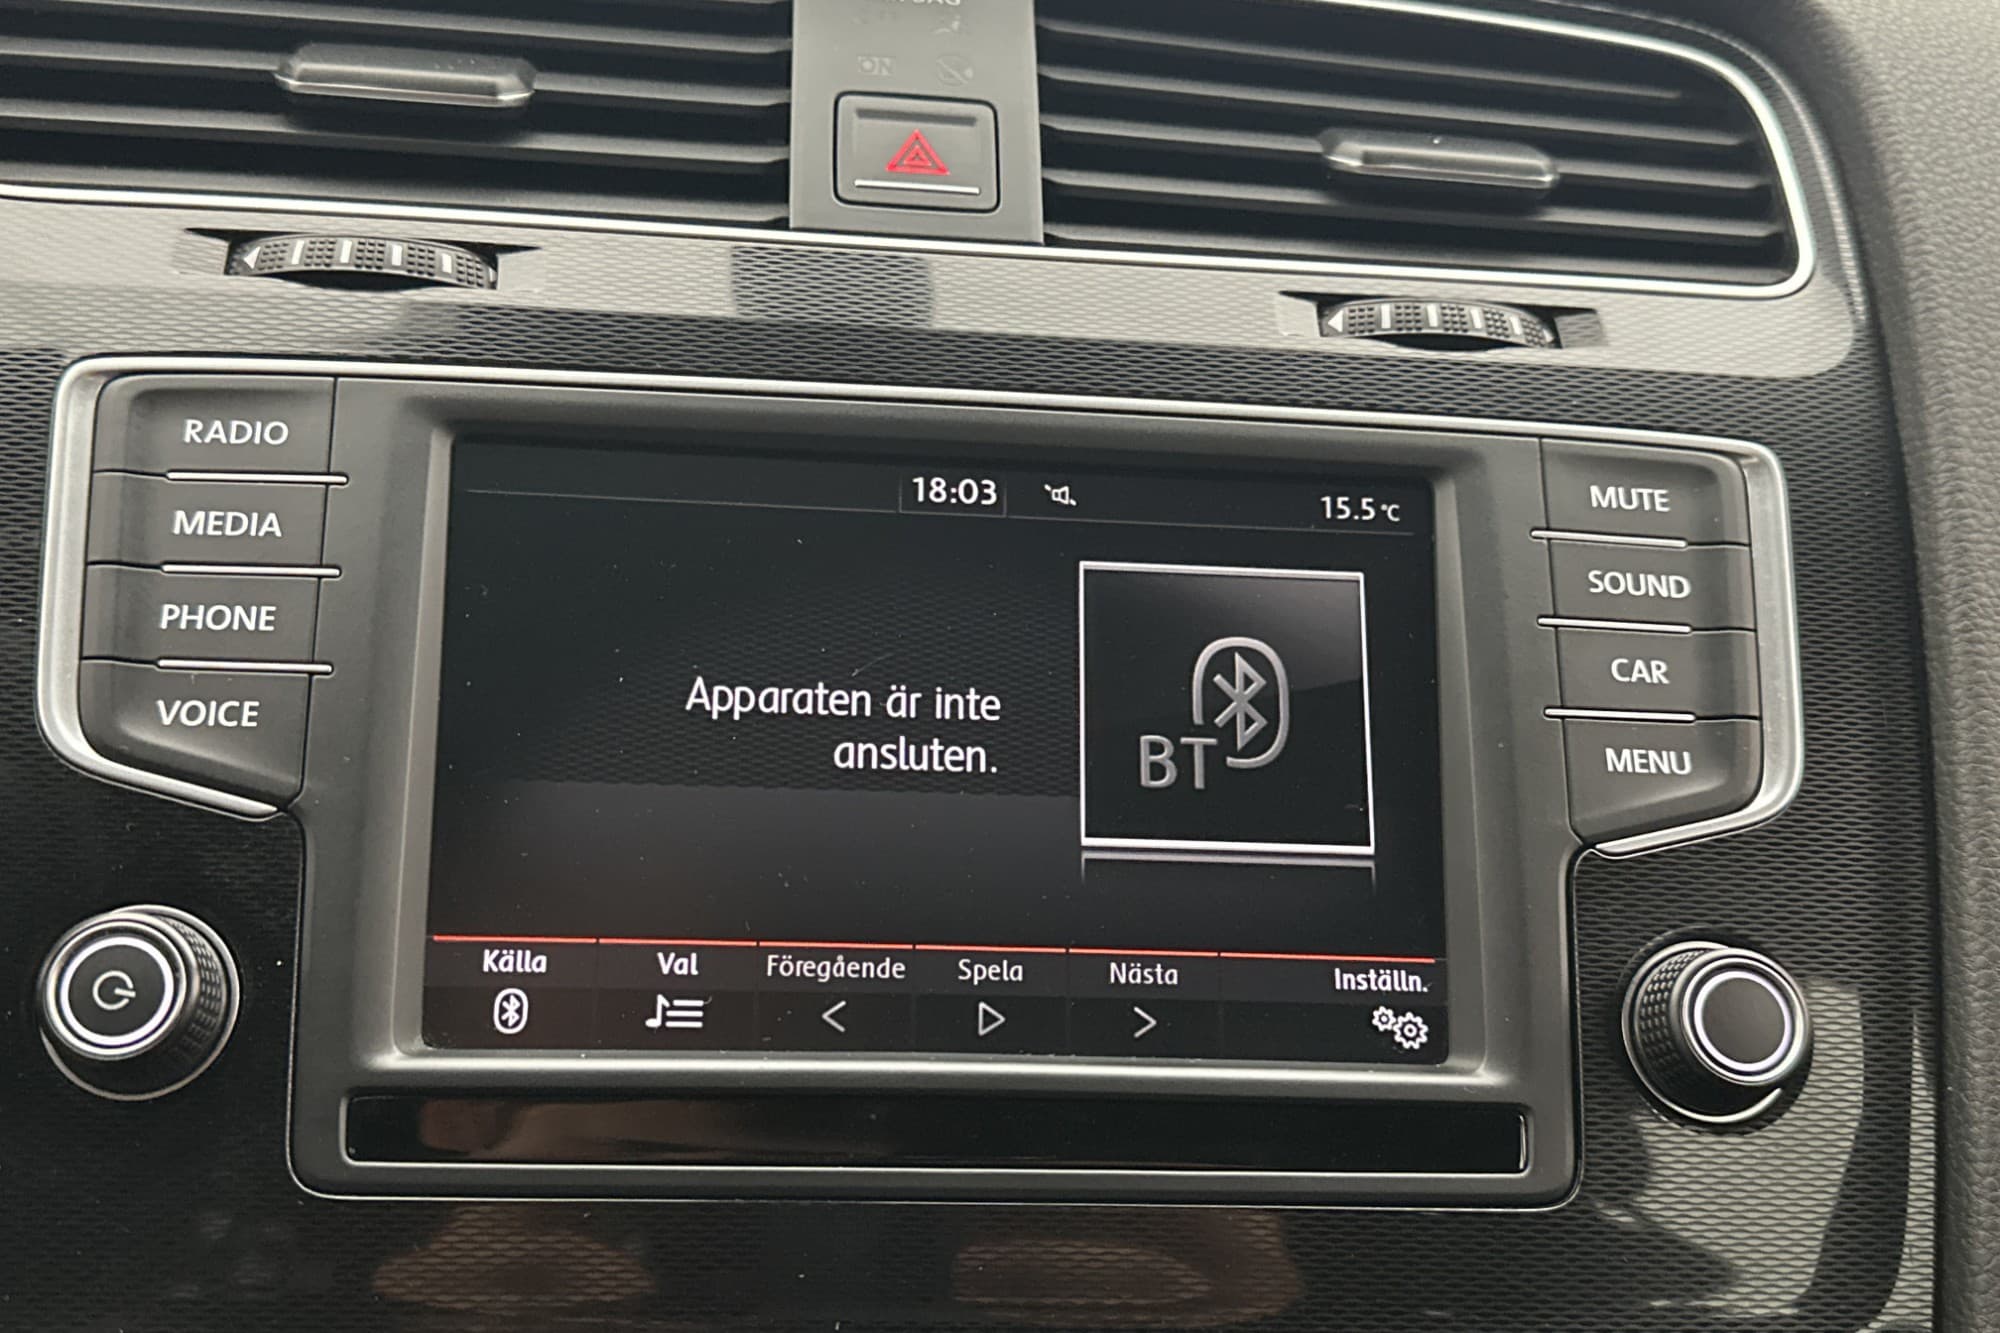 ON
RADIO
MEDIA
PHONE
VOICE
18:03
15.5°C
Apparaten är inte
ansluten.
BT
Källa
Val
Föregående
Spela
Nästa
Inställn.
MUTE
SOUND
CAR
MENU